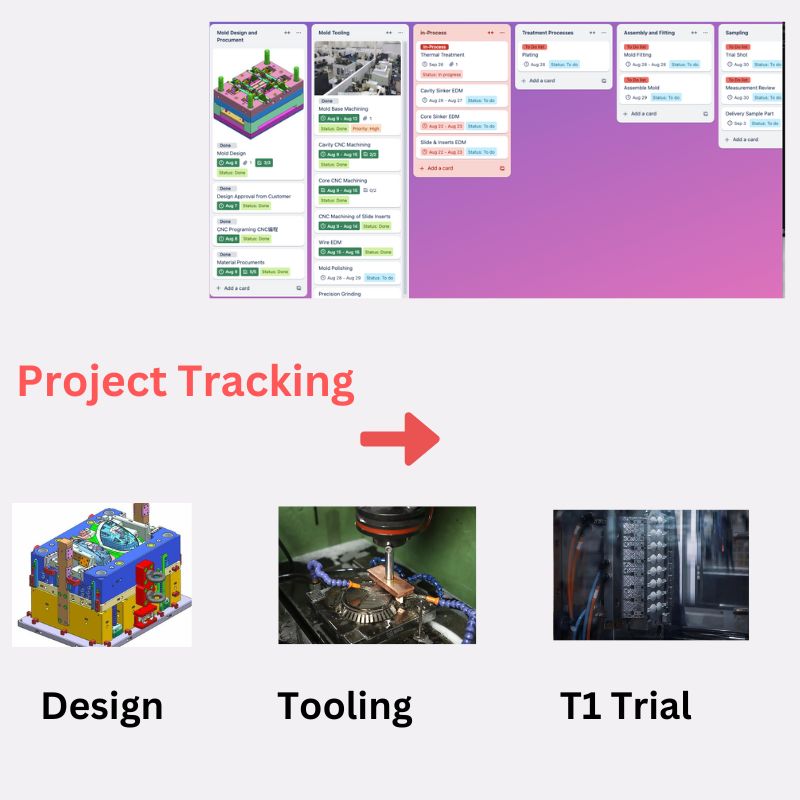 Mold Design and
Procument
Done
Mold Design
Aug 6
1
3/3
Status: Done
Done
Design Approval from Customer
Aug 7
Status: Done
Done
CNC Programing CNC编程
Aug 8
Status: Done
Done
Material Procuments
Aug 9
5/5
Status: Done
+ Add a card
Mold Tooling
Done
Mold Base Machining
Aug 9 - Aug 13
1
Status: Done
Priority: High
Cavity CNC Machining
Aug 9 - Aug 15
2/2
Status: Done
Core CNC Machining
Aug 9 - Aug 15
0/2
Status: Done
CNC Machining of Slide Inserts
Aug 9 - Aug 14
Status: Done
Wire EDM
Aug 15 - Aug 16
Status: Done
Mold Polishing
Aug 28 - Aug 29
Status: To do
Precision Grinding
In-Process
In-Process
Thermal Treatment
Sep 26
1
Status: In progress
Cavity Sinker EDM
Aug 26 - Aug 27
Status: To do
Core Sinker EDM
Aug 22 - Aug 23
Status: To do
Slide & Inserts EDM
Aug 22 - Aug 23
Status: To do
+ Add a card
Treatment Processes
To Do list
Plating
Aug 28
Status: To do
+ Add a card
Assembly and Fitting
To Do list
Mold Fitting
Aug 28 - Aug 29
Status: To do
To Do list
Assemble Mold
Aug 29
Status: To do
+ Add a card
Sampling
To Do list
Trial Shot
Aug 30
Status: To do
To Do list
Measurement Review
Aug 30
Status: To do
Delivery Sample Part
Sep 3
Status: To do
+ Add a card
Project Tracking
Design
Tooling
T1 Trial